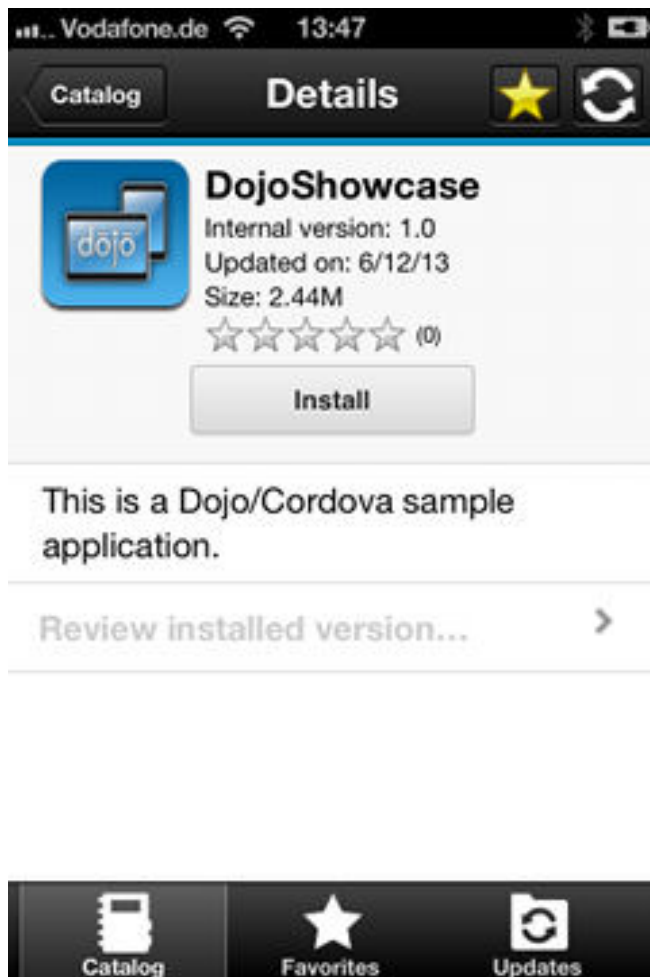 Vodafone.de 13:47
Catalog Details
DojoShowcase
dōjō
Internal version: 1.0
Updated on: 6/12/13
Size: 2.44M
(0)
Install
This is a Dojo/Cordova sample
application.
Review installed version...
Catalog Favorites Updates